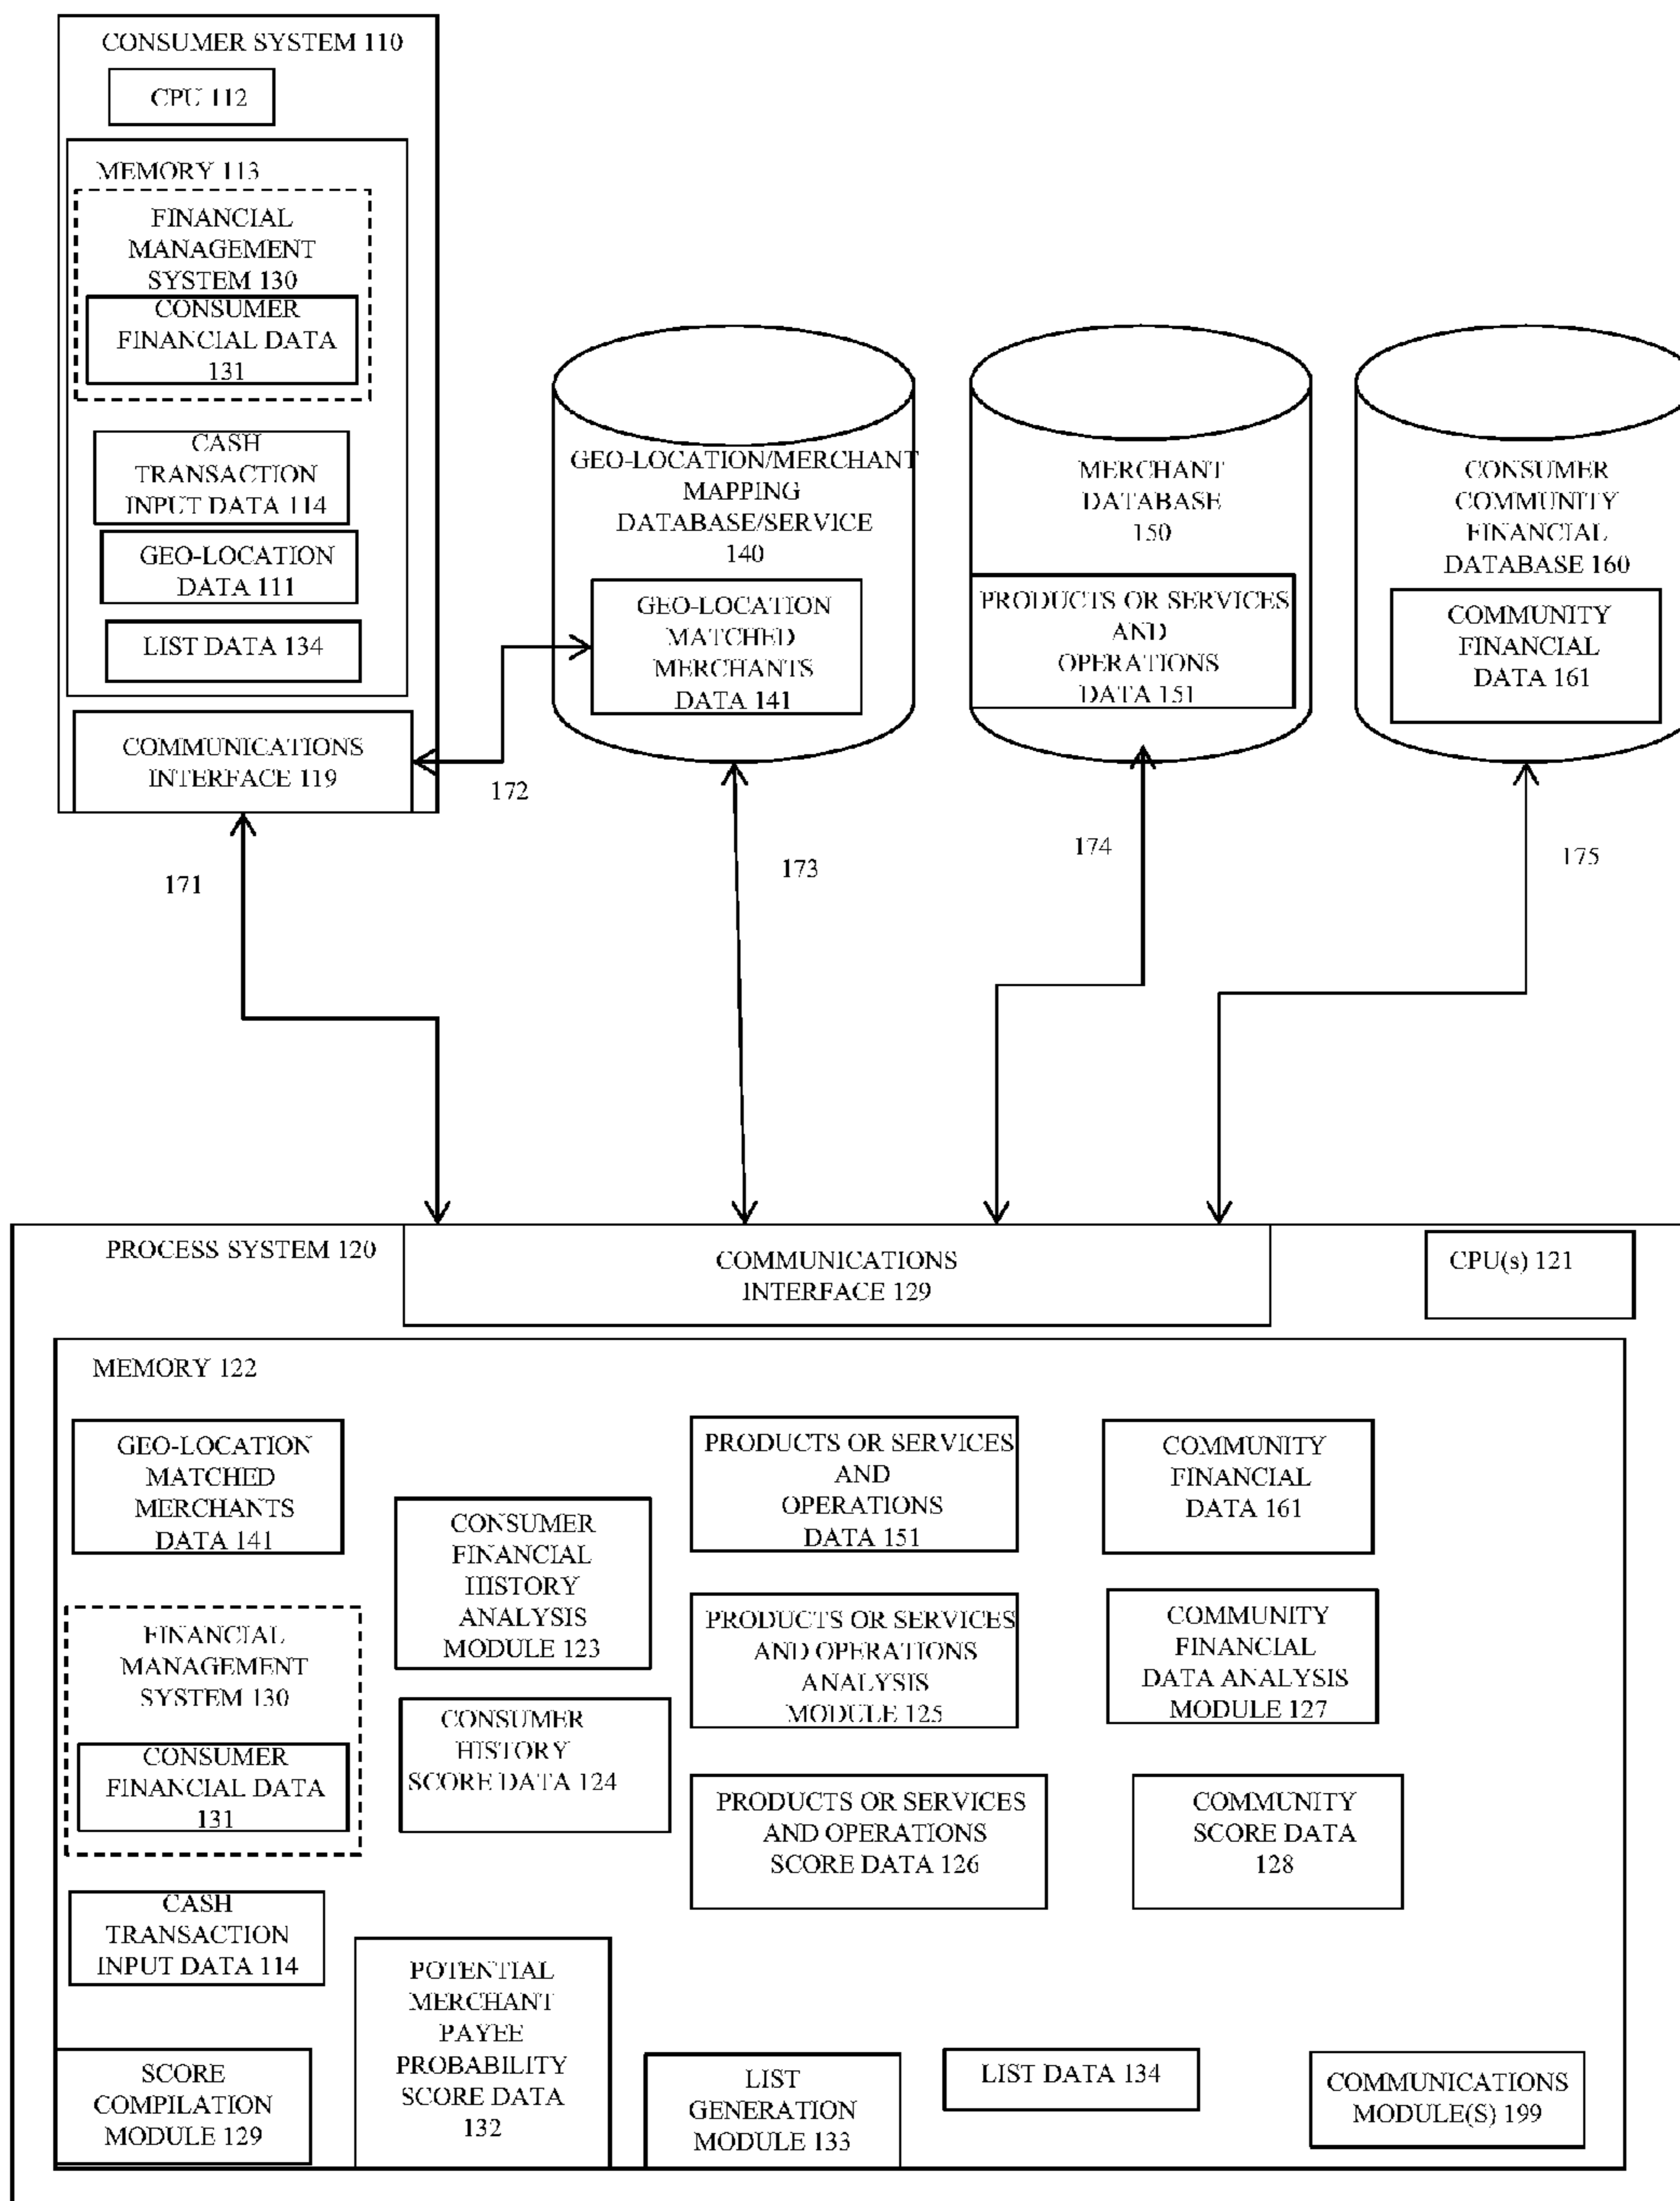 CONSUMER SYSTEM 110
CPU 112
MEMORY 113
FINANCIAL
MANAGEMENT
SYSTEM 130
CONSUMER
FINANCIAL DATA
131
CASH
TRANSACTION
INPUT DATA 114
GEO-LOCATION
DATA 111
LIST DATA 134
COMMUNICATIONS
INTERFACE 119
GEO-LOCATION/MERCHANT
MAPPING
DATABASE/SERVICE
140
GEO-LOCATION
MATCHED
MERCHANTS
DATA 141
MERCHANT
DATABASE
150
PRODUCTS OR SERVICES
AND
OPERATIONS
DATA 151
CONSUMER
COMMUNITY
FINANCIAL
DATABASE 160
COMMUNITY
FINANCIAL
DATA 161
171
172
173
174
175
PROCESS SYSTEM 120
COMMUNICATIONS
INTERFACE 129
CPU(s) 121
MEMORY 122
GEO-LOCATION
MATCHED
MERCHANTS
DATA 141
FINANCIAL
MANAGEMENT
SYSTEM 130
CONSUMER
FINANCIAL DATA
131
CASH
TRANSACTION
INPUT DATA 114
SCORE
COMPILATION
MODULE 129
CONSUMER
FINANCIAL
HISTORY
ANALYSIS
MODULE 123
CONSUMER
HISTORY
SCORE DATA 124
POTENTIAL
MERCHANT
PAYEE
PROBABILITY
SCORE DATA
132
PRODUCTS OR SERVICES
AND
OPERATIONS
DATA 151
PRODUCTS OR SERVICES
AND OPERATIONS
ANALYSIS
MODULE 125
PRODUCTS OR SERVICES
AND OPERATIONS
SCORE DATA 126
LIST
GENERATION
MODULE 133
COMMUNITY
FINANCIAL
DATA 161
COMMUNITY
FINANCIAL
DATA ANALYSIS
MODULE 127
COMMUNITY
SCORE DATA
128
LIST DATA 134
COMMUNICATIONS
MODULE(S) 199